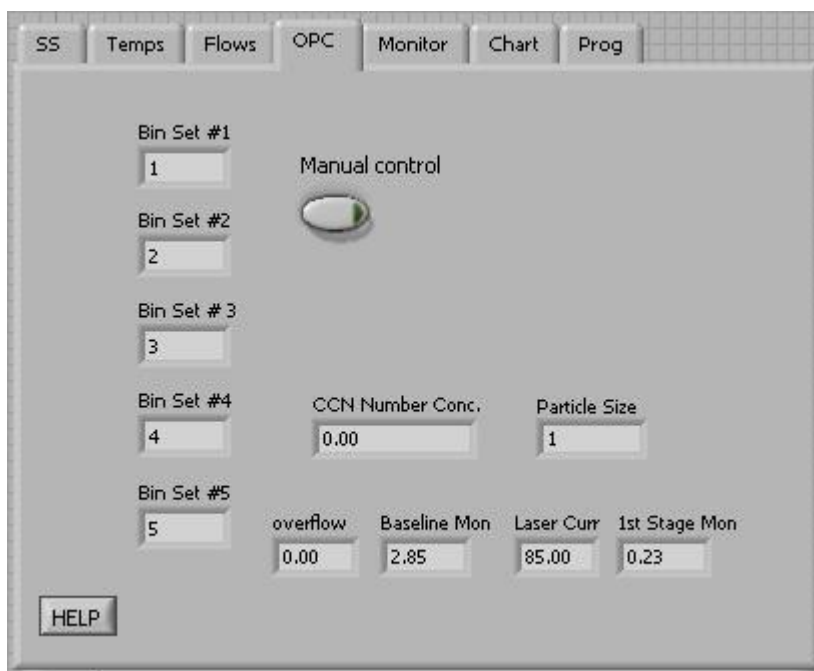 SS Temps Flows OPC Monitor Chart Prog
Bin Set #1
1
Manual control
Bin Set #2
2
Bin Set # 3
3
Bin Set #4
4
CCN Number Conc.
0.00
Particle Size
1
Bin Set #5
5
overflow
0.00
Baseline Mon
2.85
Laser Curr
85.00
1st Stage Mon
0.23
HELP